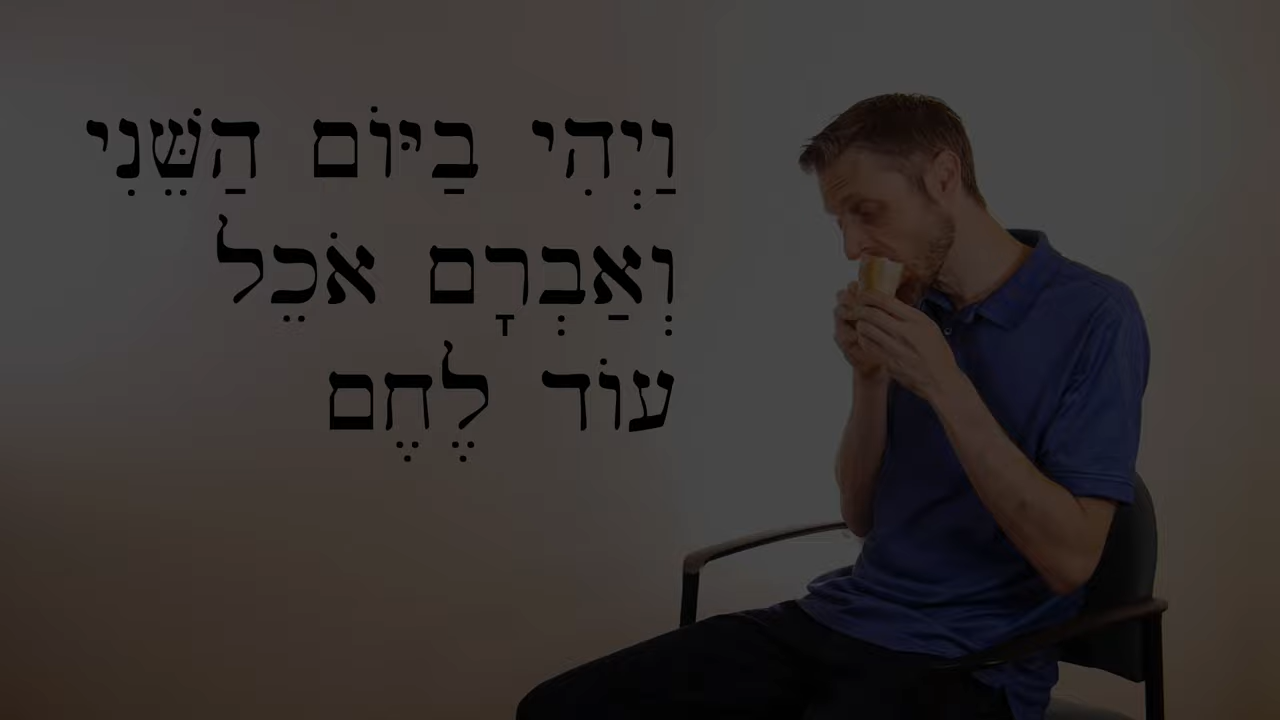 וַיְהִי בַּיּוֹם הַשֵּׁנִי
וְאַבְרָם אֹכֵל
עוֹד לֶחֶם